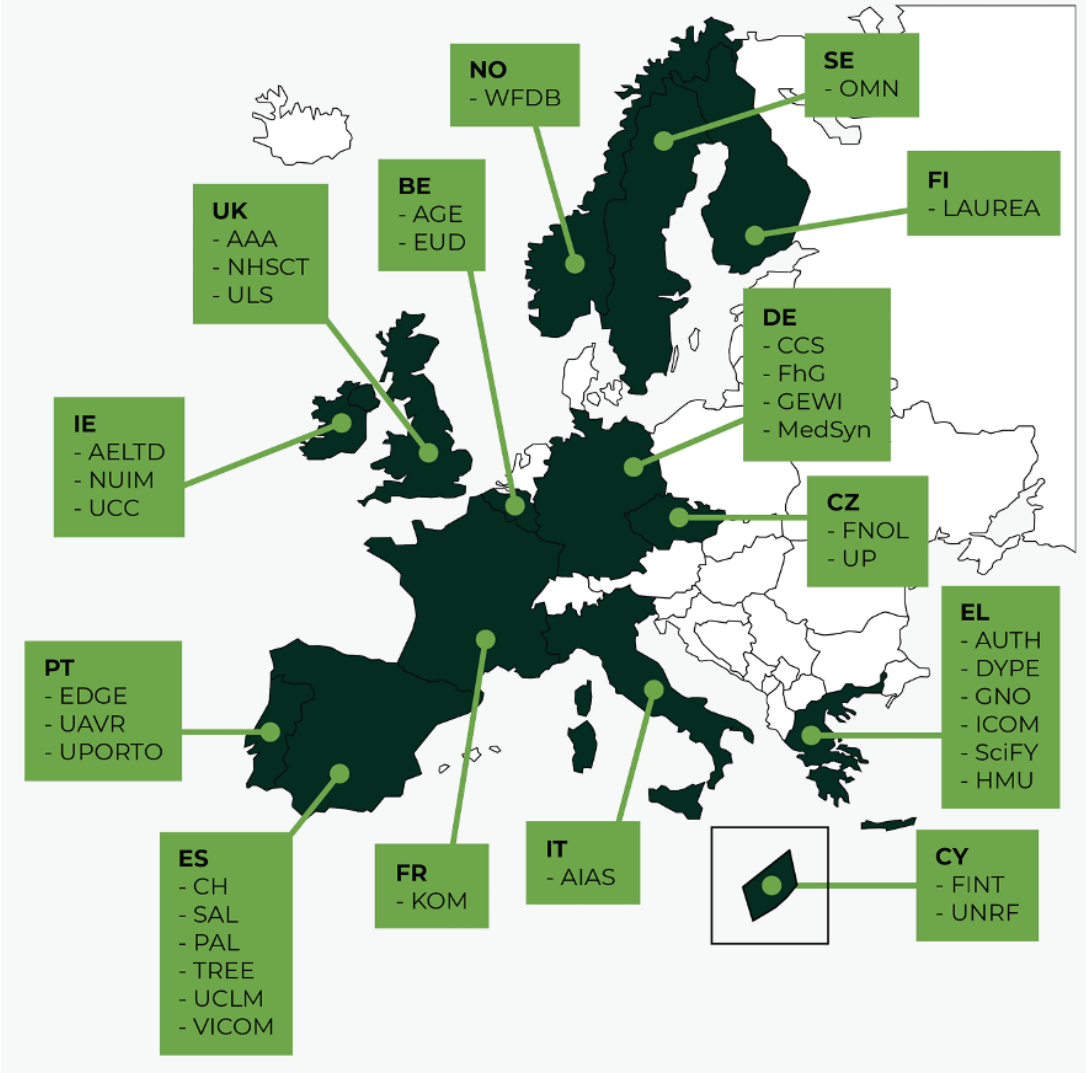 NO
- WFDB
SE
- OMN
BE
- AGE
- EUD
FI
- LAUREA
UK
- AAA
- NHSCT
- ULS
DE
- CCS
- FhG
- GEWI
- MedSyn
IE
- AELTD
- NUIM
- UCC
CZ
- FNOL
- UP
EL
- AUTH
- DYPE
- GNO
- ICOM
- SciFY
- HMU
PT
- EDGE
- UAVR
- UPORTO
ES
- CH
- SAL
- PAL
- TREE
- UCLM
- VICOM
FR
- KOM
IT
- AIAS
CY
- FINT
- UNRF